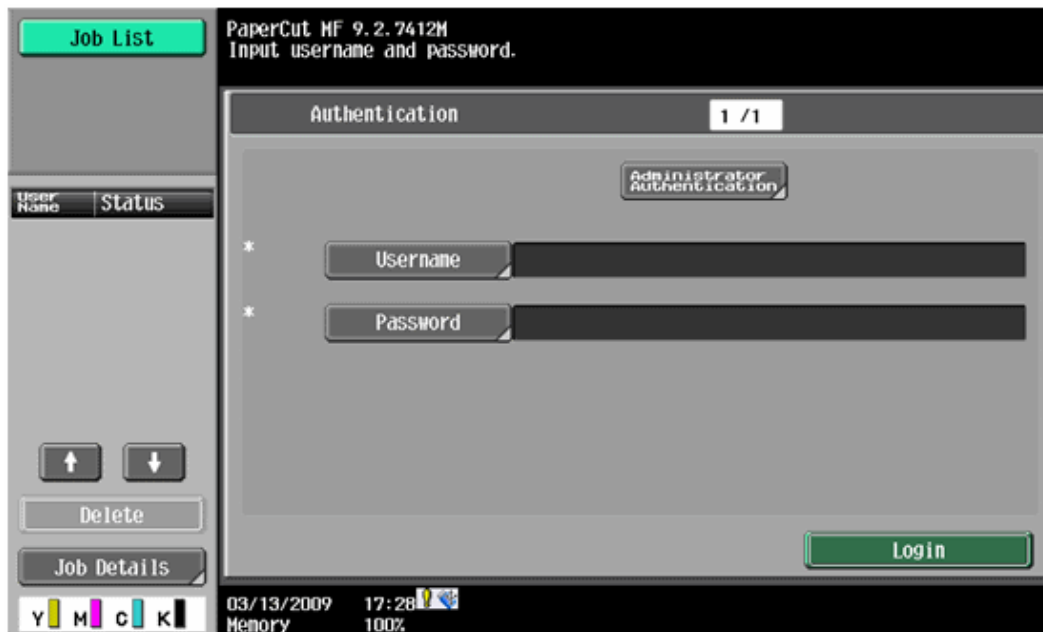 Job List
PaperCut MF 9.2.7412M
Input username and password.
Authentication
1 /1
Administrator
Authentication
User
Name
Status
*
Username
*
Password
Delete
Login
Job Details
Y M C K
03/13/2009 17:28
Memory 100%